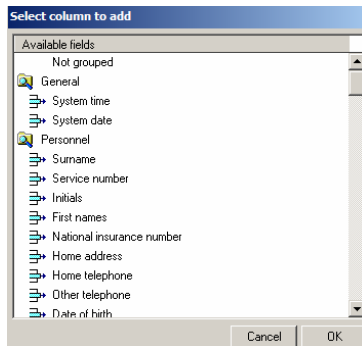 Select column to add
Available fields
Not grouped
General
System time
System date
Personnel
Surname
Service number
Initials
First names
National insurance number
Home address
Home telephone
Other telephone
Date of birth
Cancel
OK